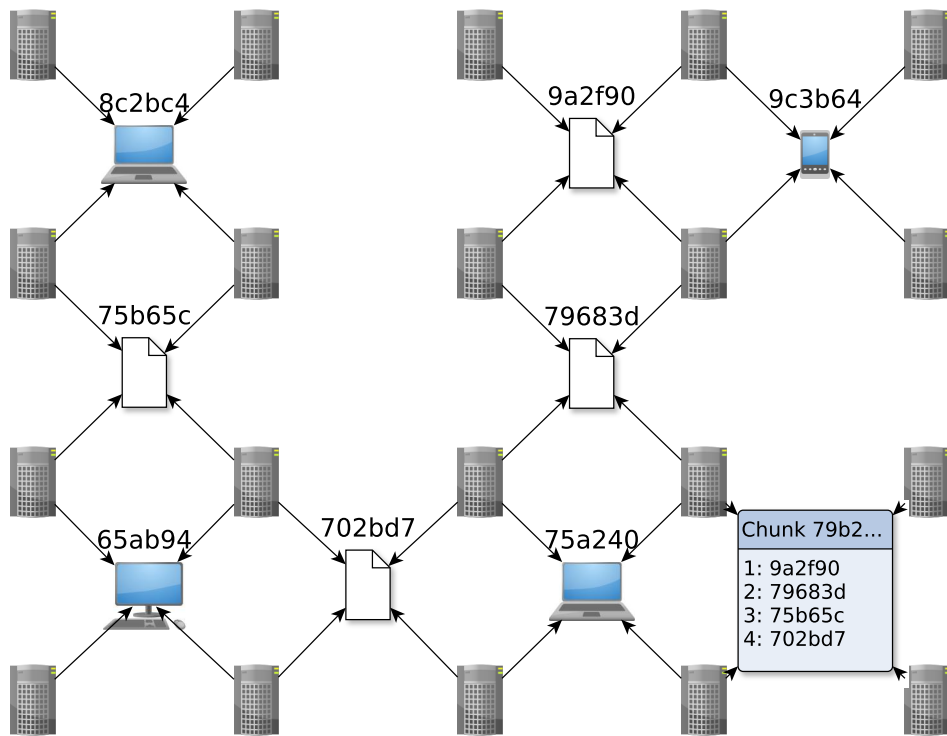 8c2bc4
9a2f90
9c3b64
75b65c
79683d
65ab94
702bd7
75a240
Chunk 79b2...
1: 9a2f90
2: 79683d
3: 75b65c
4: 702bd7